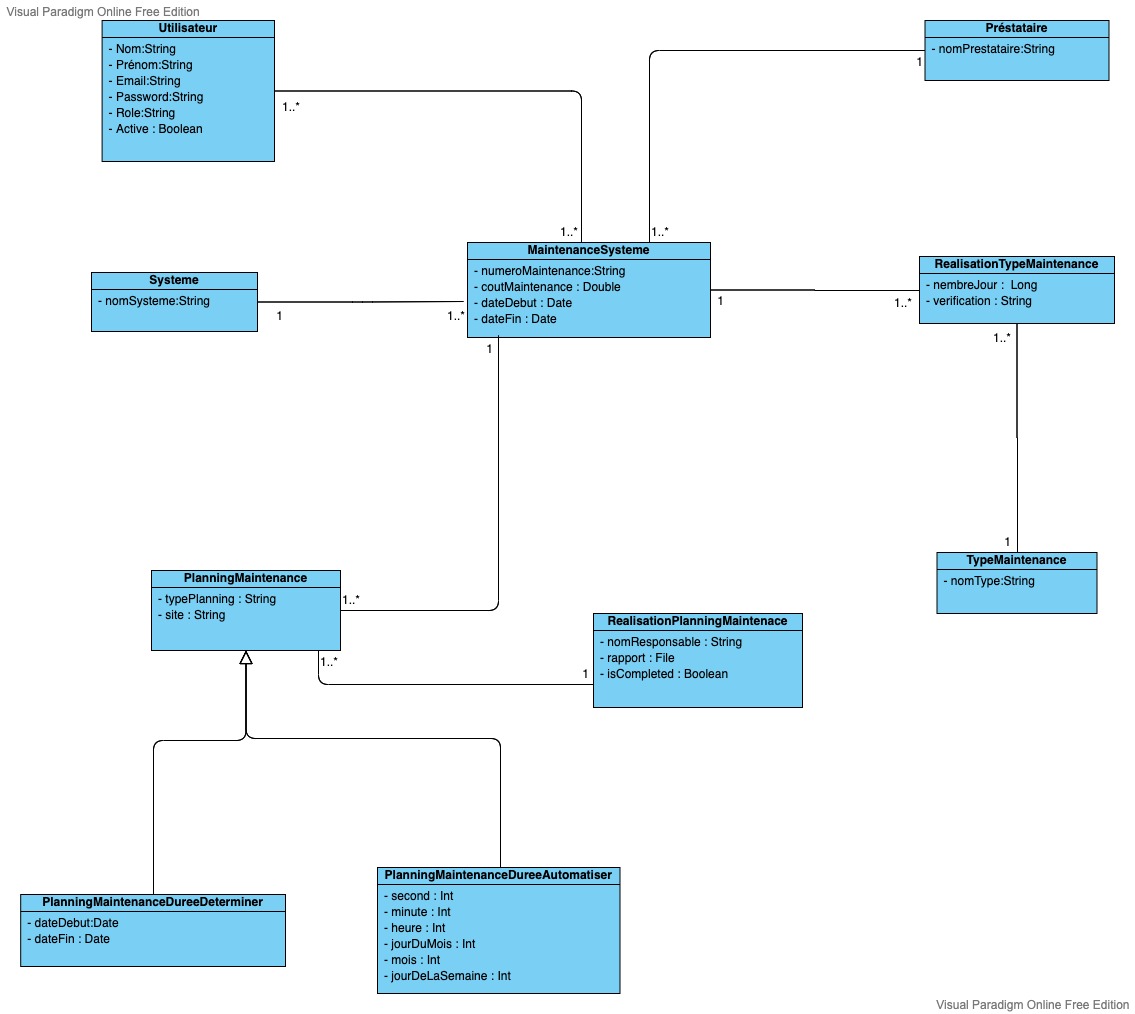 Visual Paradigm Online Free Edition
Utilisateur
- Nom:String
- Prénom:String
- Email:String
- Password:String
- Role:String
- Active : Boolean
1..*
Préstataire
- nomPrestataire:String
1
1..*
1..*
MaintenanceSysteme
- numeroMaintenance:String
- coutMaintenance : Double
- dateDebut : Date
- dateFin : Date
Systeme
- nomSysteme:String
1
1..*
RealisationTypeMaintenance
- nembreJour : Long
- verification : String
1
1..*
1..*
1
1
TypeMaintenance
- nomType:String
PlanningMaintenance
- typePlanning : String
- site : String
1..*
1..*
1
RealisationPlanningMaintenace
- nomResponsable : String
- rapport : File
- isCompleted : Boolean
PlanningMaintenanceDureeDeterminer
- dateDebut:Date
- dateFin : Date
PlanningMaintenanceDureeAutomatiser
- second : Int
- minute : Int
- heure : Int
- jourDuMois : Int
- mois : Int
- jourDeLaSemaine : Int
Visual Paradigm Online Free Edition